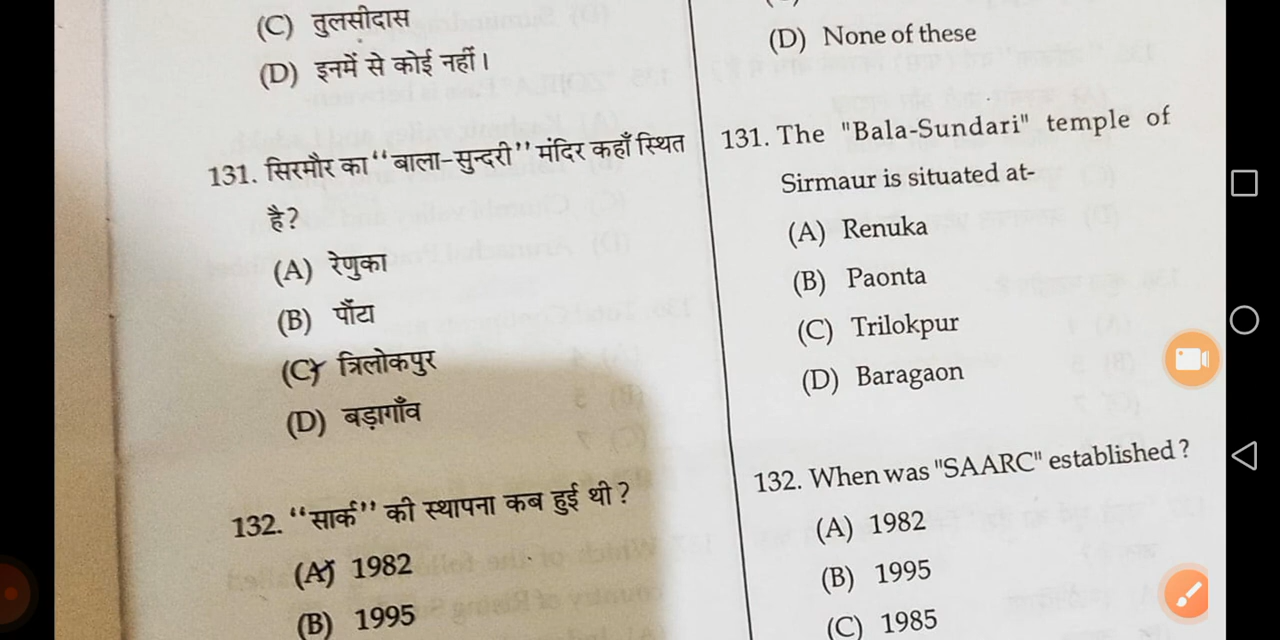 (C) तुलसीदास
(D) इनमें से कोई नहीं।
131. सिरमौर का “बाला-सुन्दरी” मंदिर कहाँ स्थित
है?
(A) रेणुका
(B) पौंटा
(C) त्रिलोकपुर
(D) बड़ागाँव
132. “सार्क” की स्थापना कब हुई थी?
(A) 1982
(B) 1995
(D) None of these
131. The "Bala-Sundari" temple of
Sirmaur is situated at-
(A) Renuka
(B) Paonta
(C) Trilokpur
(D) Baragaon
132. When was "SAARC" established?
(A) 1982
(B) 1995
(C) 1985